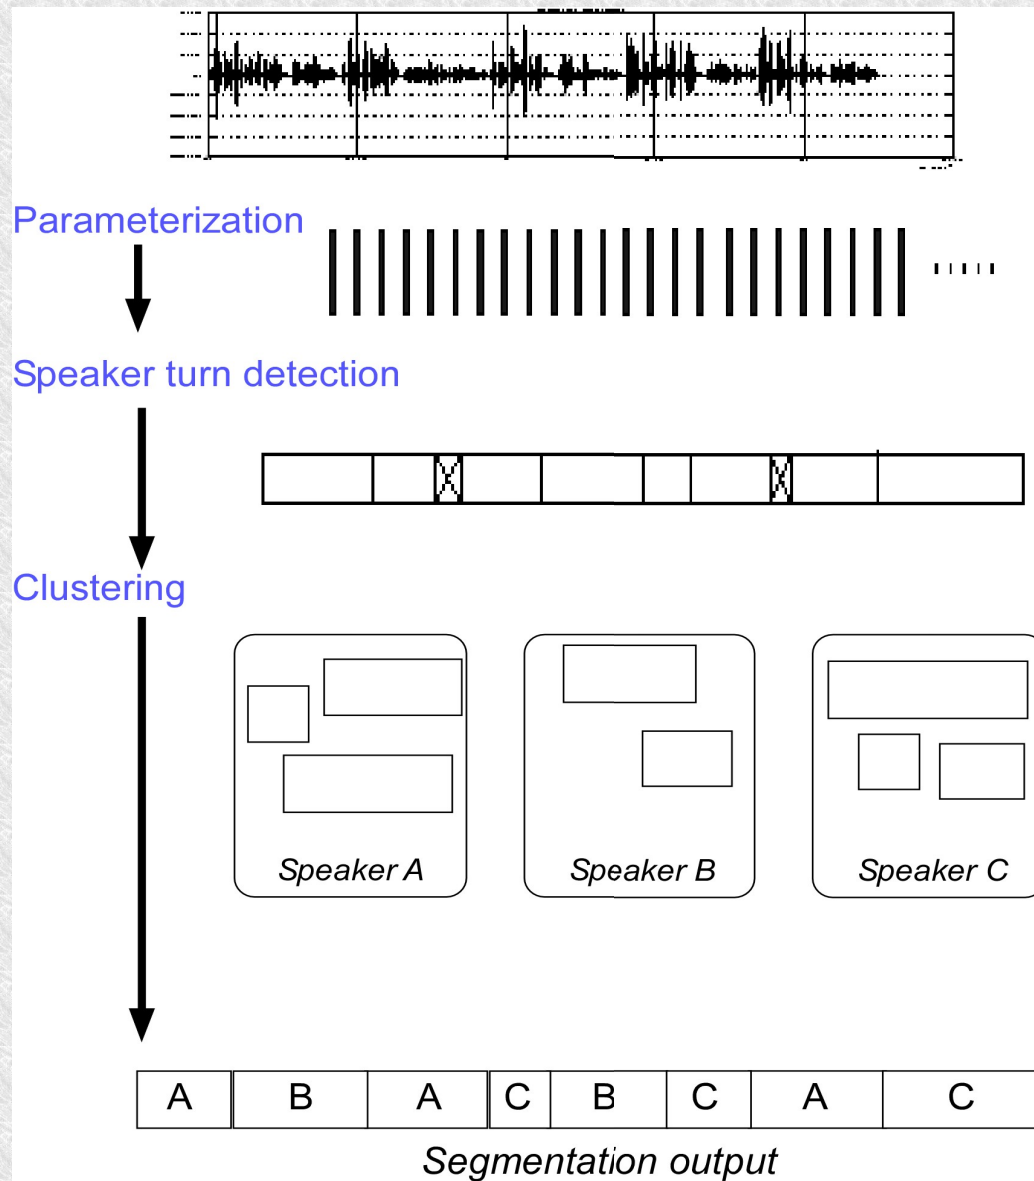 Parameterization
Speaker turn detection
Clustering
Speaker A
Speaker B
Speaker C
A B A C B C A C
Segmentation output